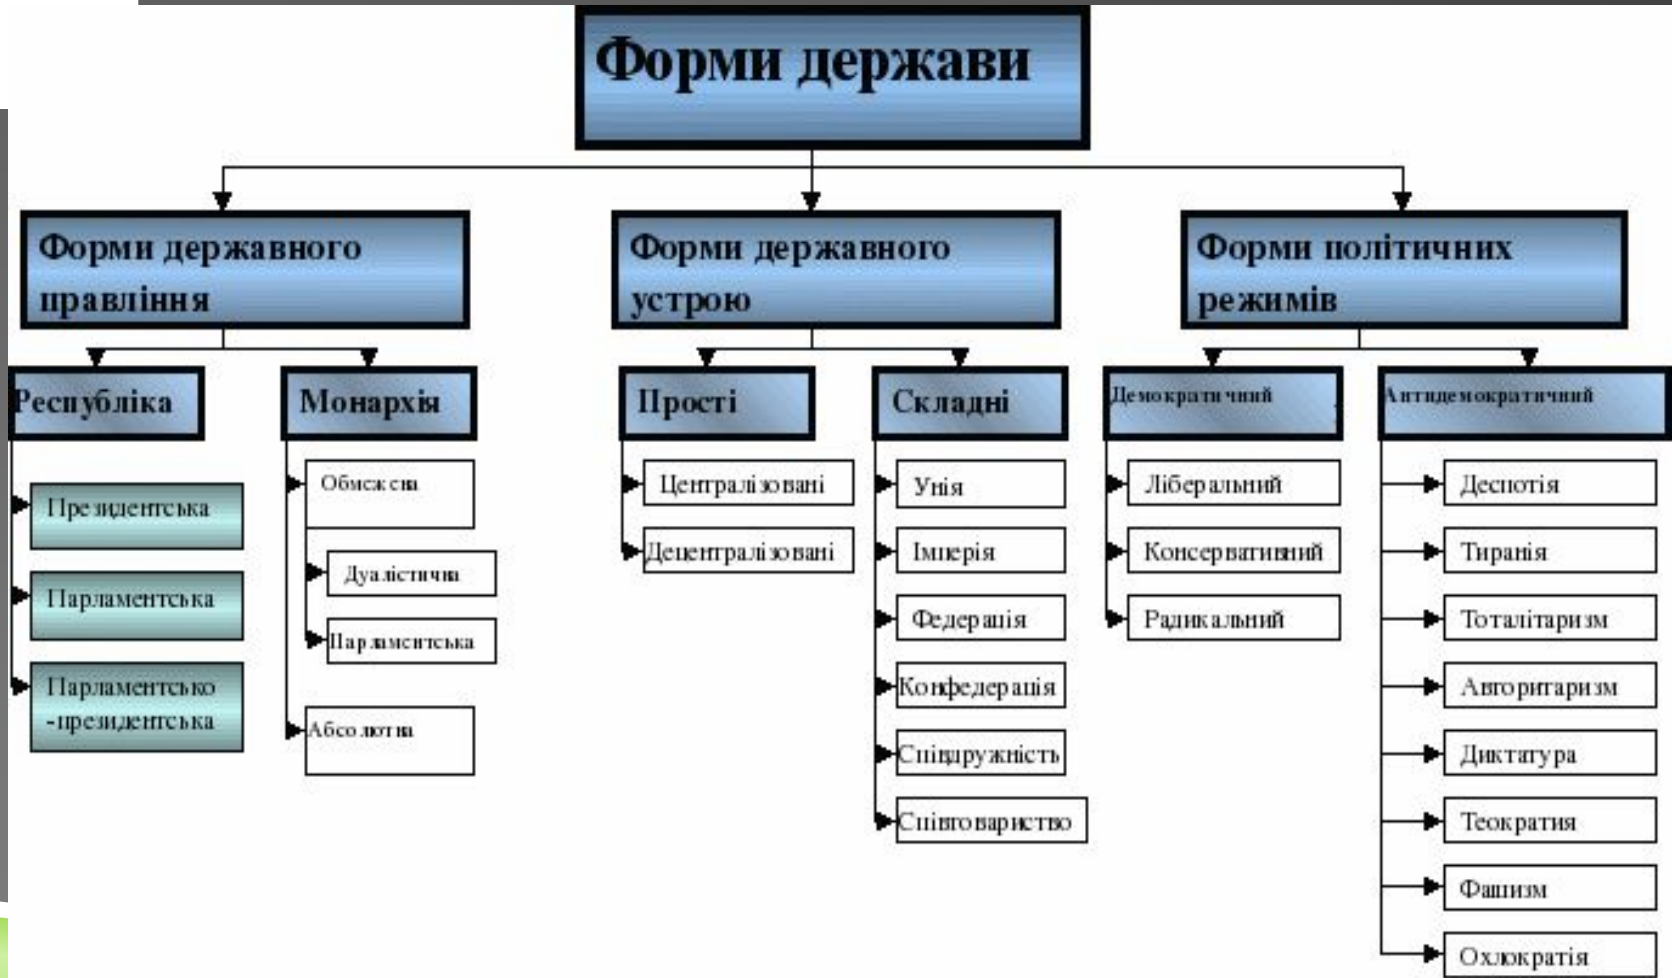 Форми держави
Форми державного
правління
Форми державного
устрою
Форми політичних
режимів
Республіка
Монархія
Прості
Складні
Демократичний
Антидемократичний
Президентська
Парламентська
Парламентсько
-президентська
Обмежена
Дуалістична
Парламентська
Абсолютна
Централізовані
Децентралізовані
Унія
Імперія
Федерація
Конфедерація
Співдружність
Співтовариство
Ліберальний
Консервативний
Радикальний
Деспотія
Тиранія
Тоталітаризм
Авторитаризм
Диктатура
Теократия
Фашизм
Охлократія